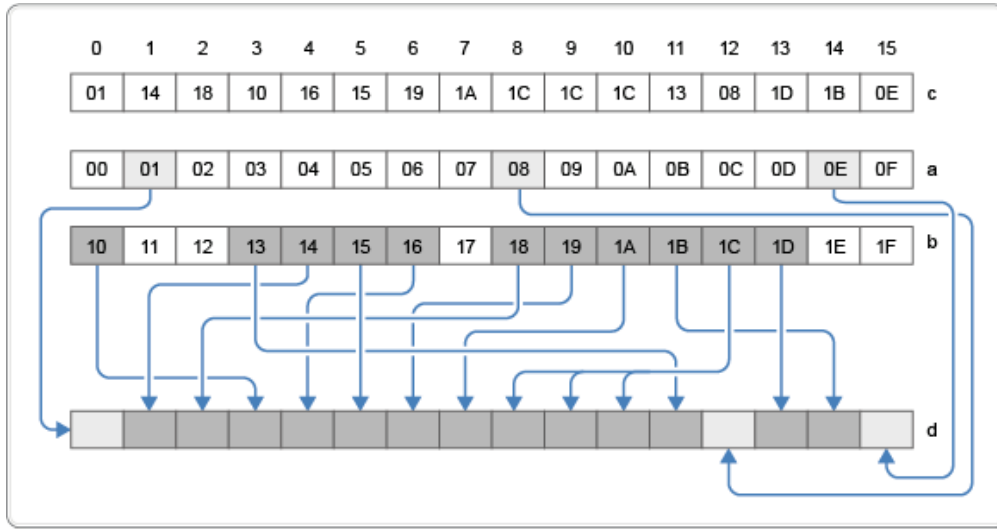 0 1 2 3 4 5 6 7 8 9 10 11 12 13 14 15
01 14 18 10 16 15 19 1A 1C 1C 1C 13 08 1D 1B 0E c
00 01 02 03 04 05 06 07 08 09 0A 0B 0C 0D 0E 0F a
10 11 12 13 14 15 16 17 18 19 1A 1B 1C 1D 1E 1F b
d